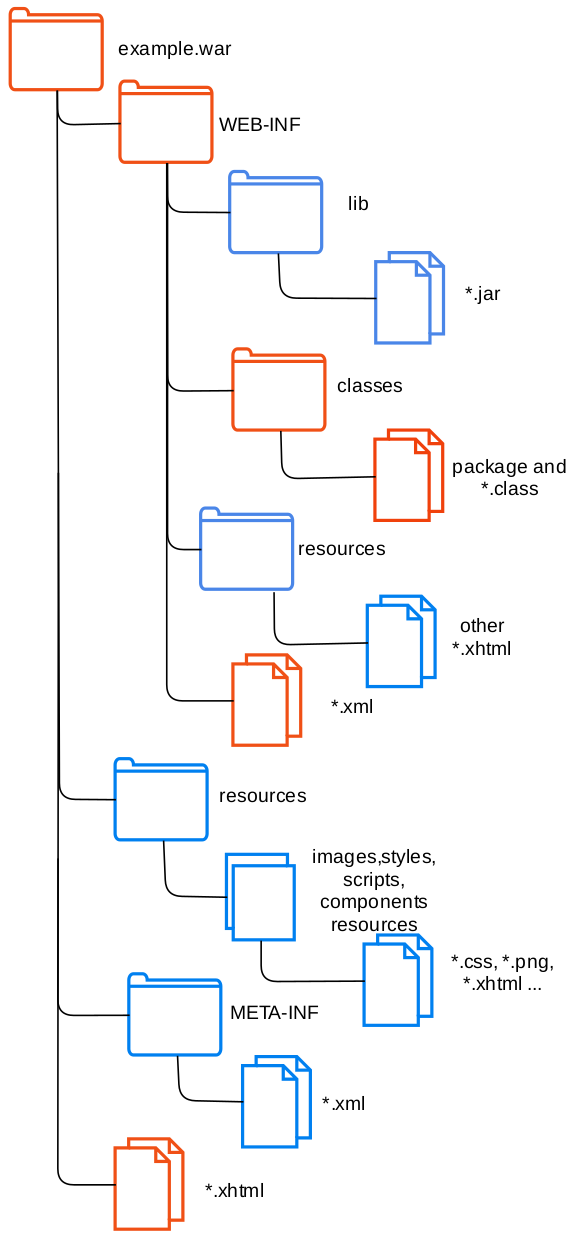 example.war
WEB-INF
lib
*.jar
classes
package and
*.class
resources
other
*.xhtml
*.xml
resources
images,styles,
scripts,
components
resources
*.css, *.png,
*.xhtml ...
META-INF
*.xml
*.xhtml